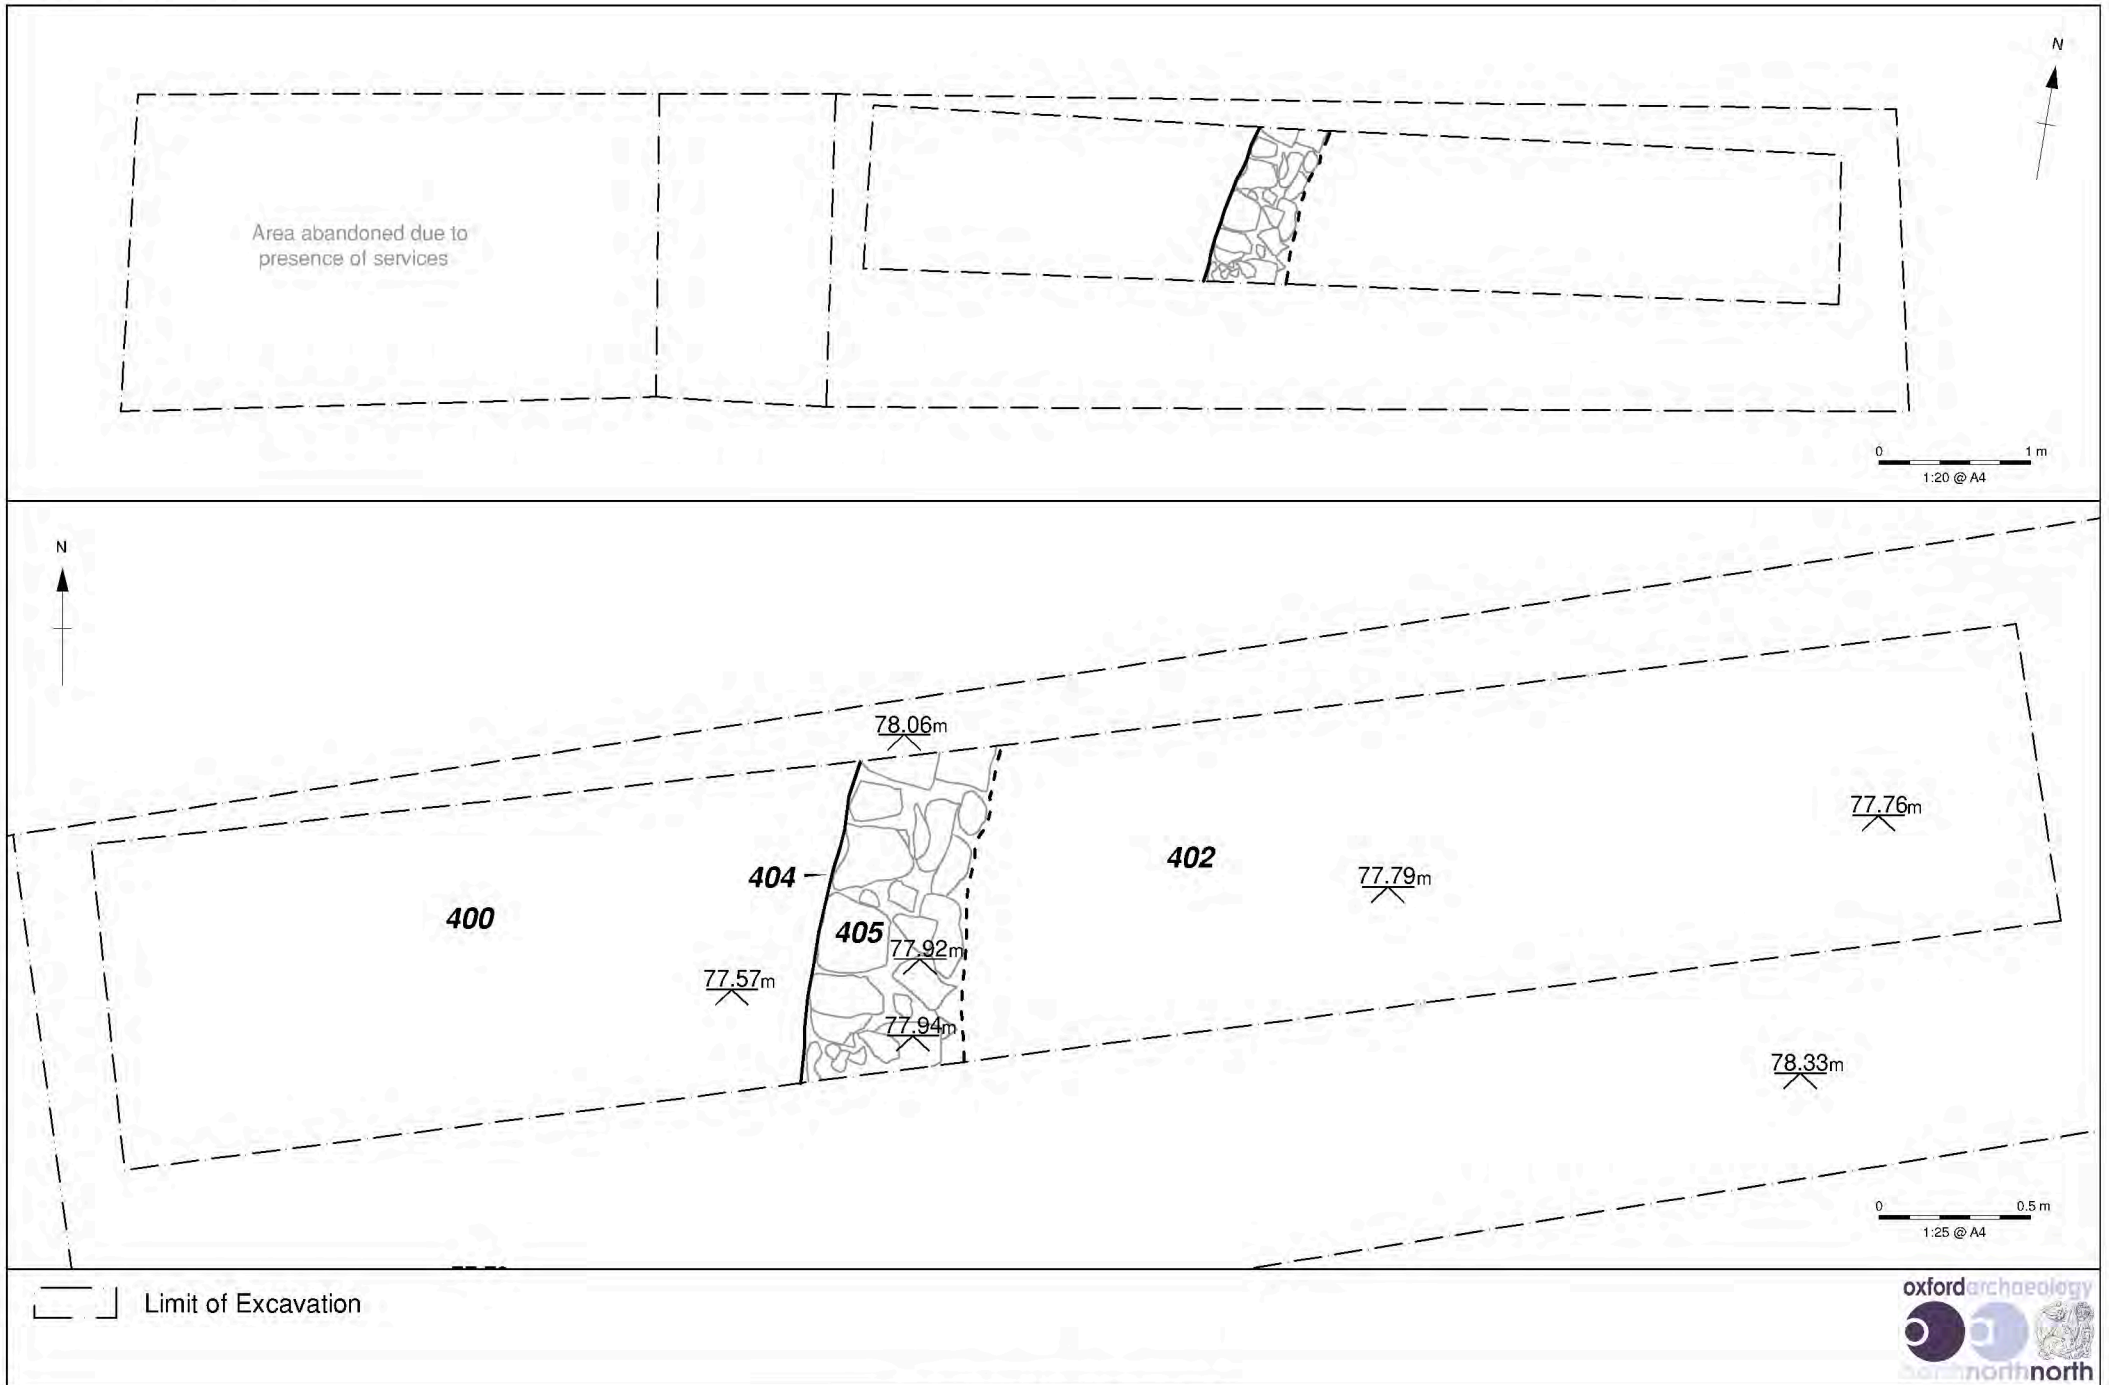 N
Area abandoned due to
presence of services
0 1 m
1:20 @ A4
N
78.06m
77.76m
402
77.79m
404
400
405
77.92m
77.57m
77.94m
78.33m
0 0.5 m
1:25 @ A4
Limit of Excavation
oxfordarchaeology
northnorth